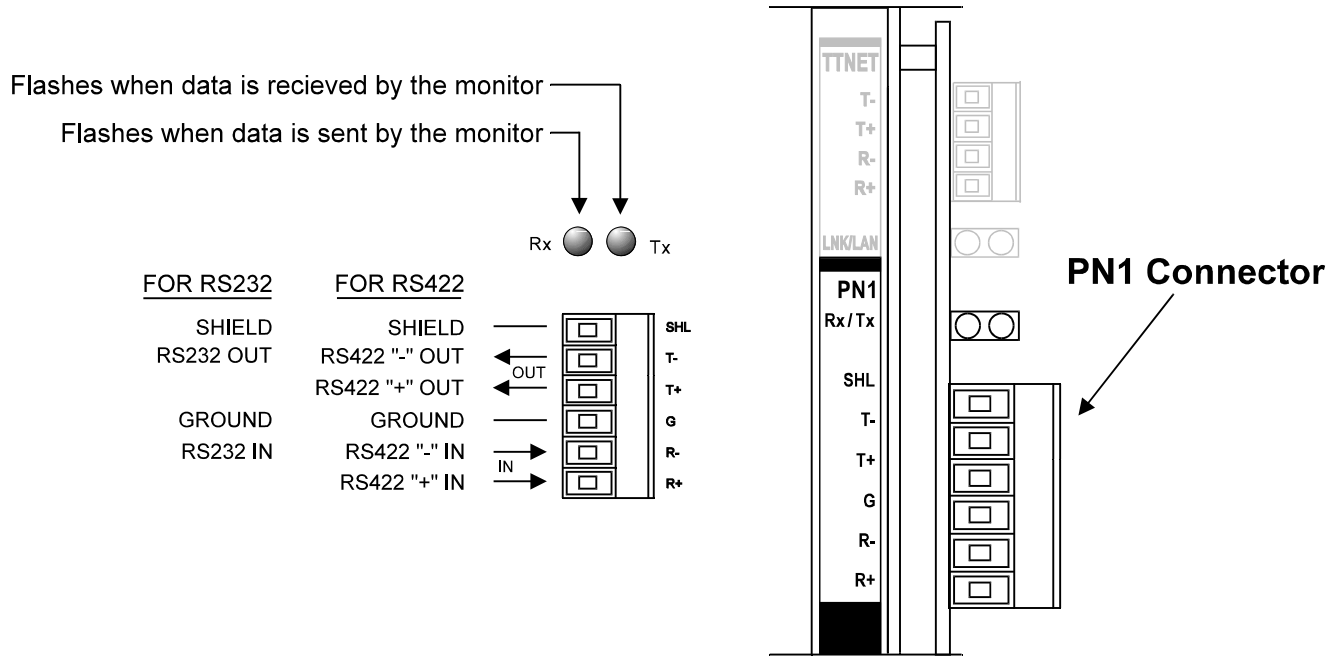 Flashes when data is recieved by the monitor
Flashes when data is sent by the monitor
Rx
Tx
FOR RS232 FOR RS422
SHIELD SHIELD SHL
RS232 OUT RS422 "-" OUT T-
OUT
RS422 "+" OUT T+
GROUND GROUND G
RS232 IN RS422 "-" IN R-
IN
RS422 "+" IN R+
TTNET
T-
T+
R-
R+
LNK/LAN
PN1
Rx/Tx
SHL
T-
T+
G
R-
R+
PN1 Connector